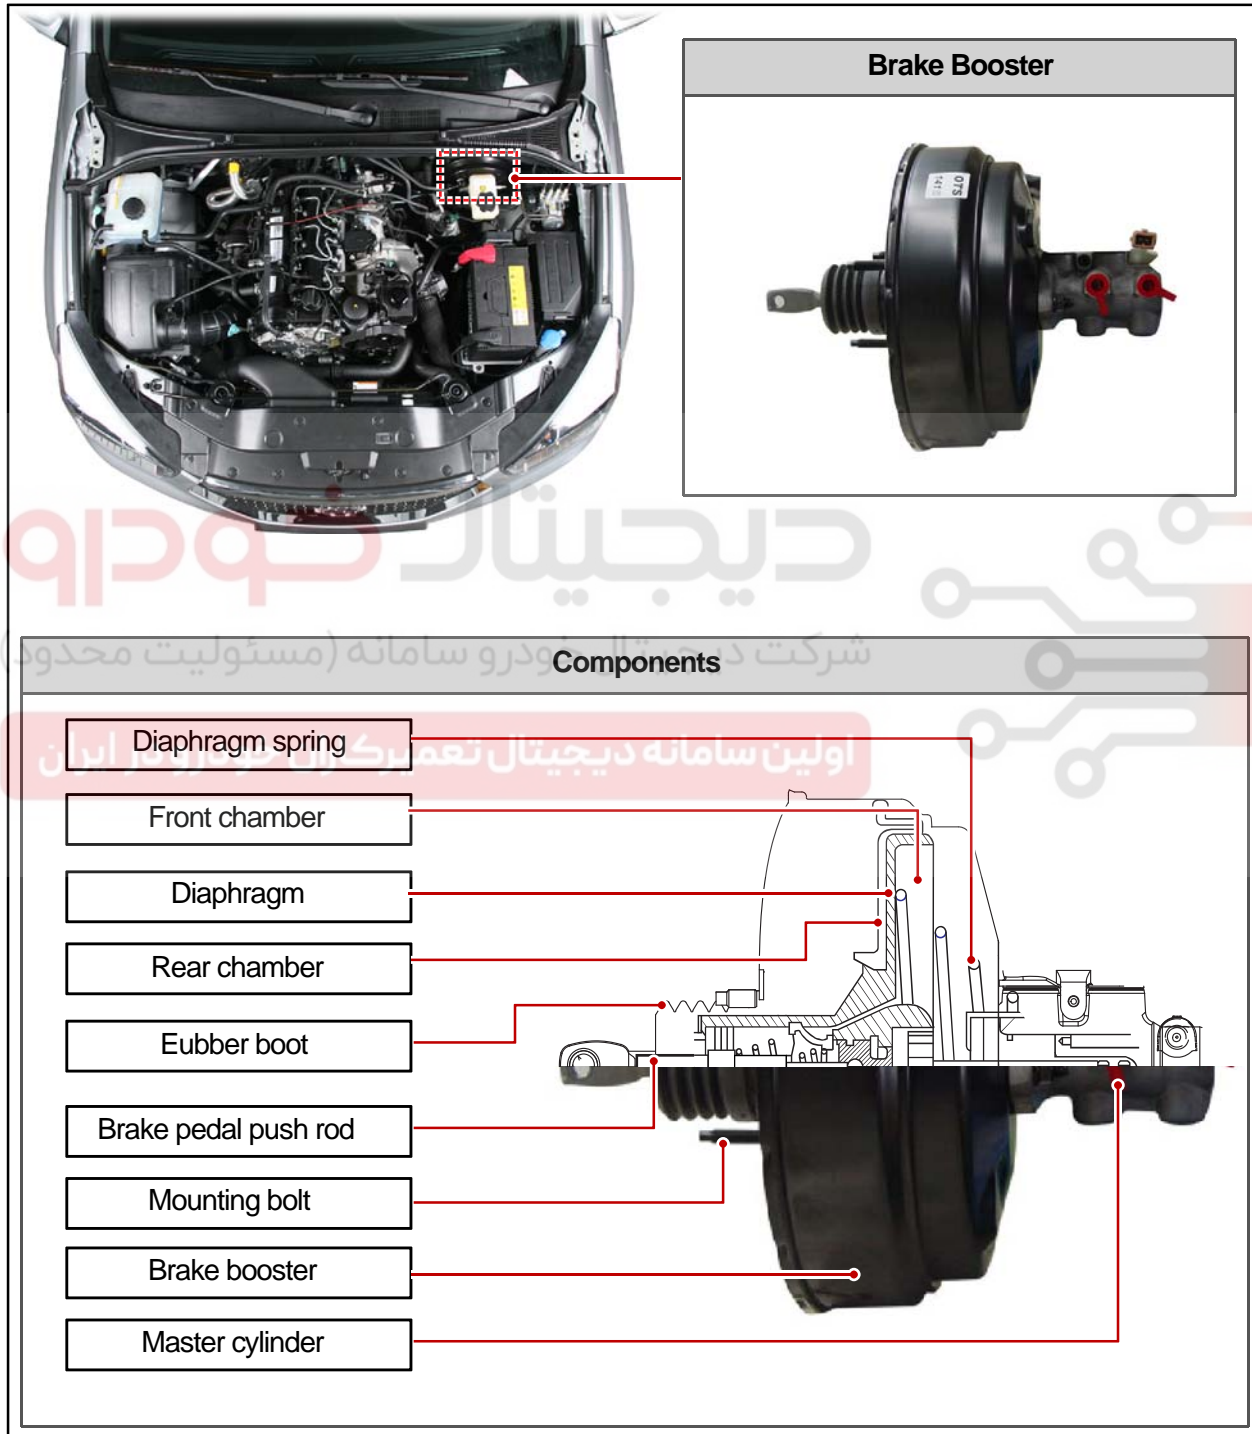 Brake Booster
OTS
دیجیتال خودرو
شرکت دیجیتال خودرو سامانه (مسئولیت محدود)
Components
اولین سامانه دیجیتال تعمیرکاران خودرو در ایران
Diaphragm spring
Front chamber
Diaphragm
Rear chamber
Eubber boot
Brake pedal push rod
Mounting bolt
Brake booster
Master cylinder